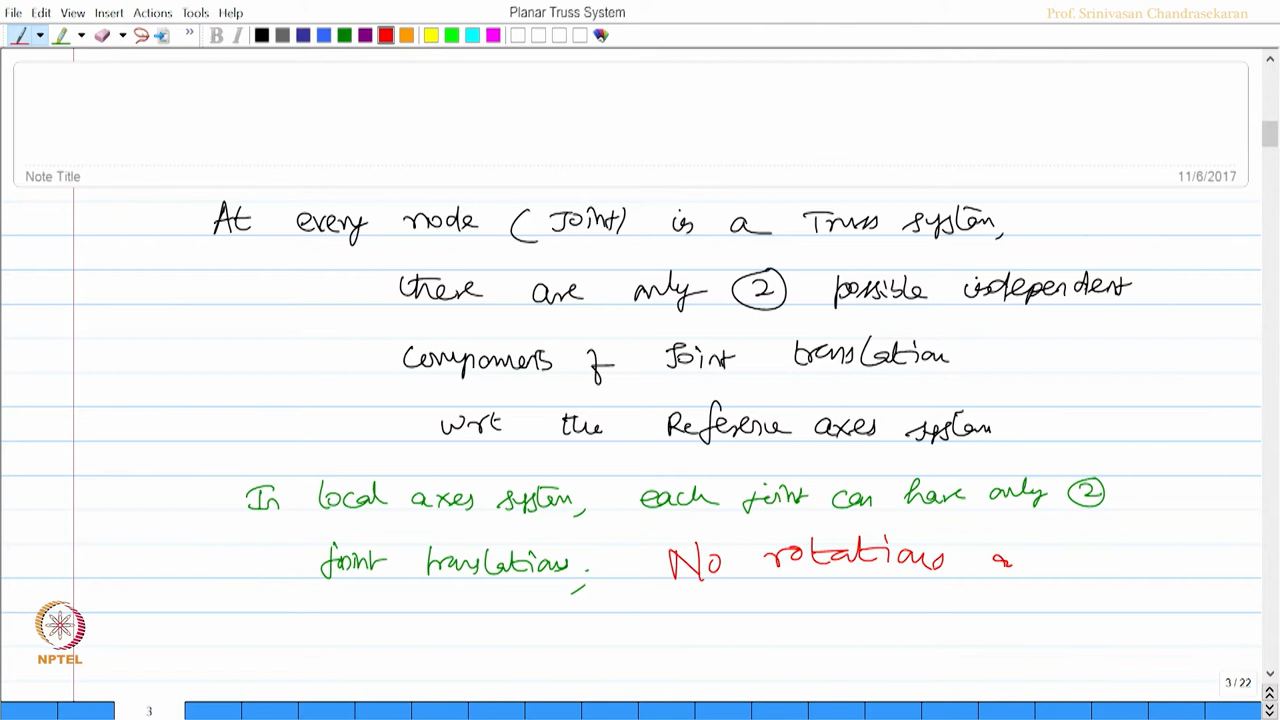 File Edit View Insert Actions Tools Help
Planar Truss System
Prof. Srinivasan Chandrasekaran
B I
Note Title
11/6/2017
At every node (Joint) is a Truss system,
there are only 2 possible independent
components of Joint translation
wrt the Reference axes system
In local axes system, each joint can have only 2
joint translations. No rotations a
NPTEL
3/22
3